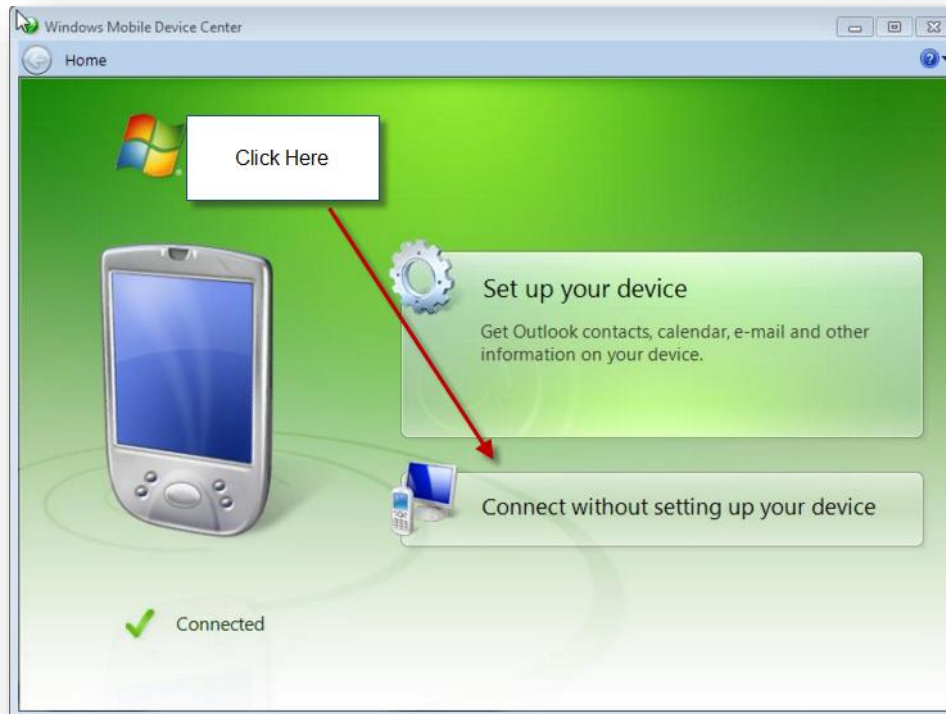 Windows Mobile Device Center
Home
Click Here
Set up your device
Get Outlook contacts, calendar, e-mail and other
information on your device.
Connect without setting up your device
Connected